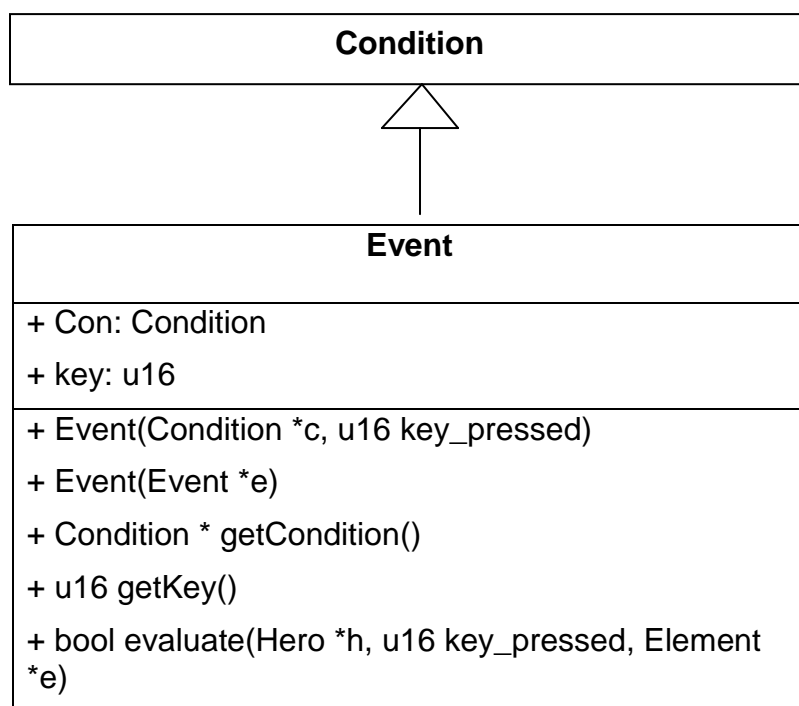 Condition
Event
+ Con: Condition
+ key: u16
+ Event(Condition *c, u16 key_pressed)
+ Event(Event *e)
+ Condition * getCondition()
+ u16 getKey()
+ bool evaluate(Hero *h, u16 key_pressed, Element
*e)